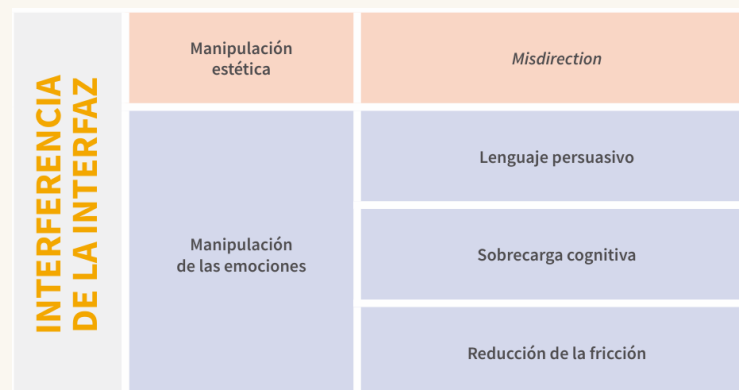 INTERFERENCIA
DE LA INTERFAZ
Manipulación
estética
Misdirection
Manipulación
de las emociones
Lenguaje persuasivo
Sobrecarga cognitiva
Reducción de la fricción